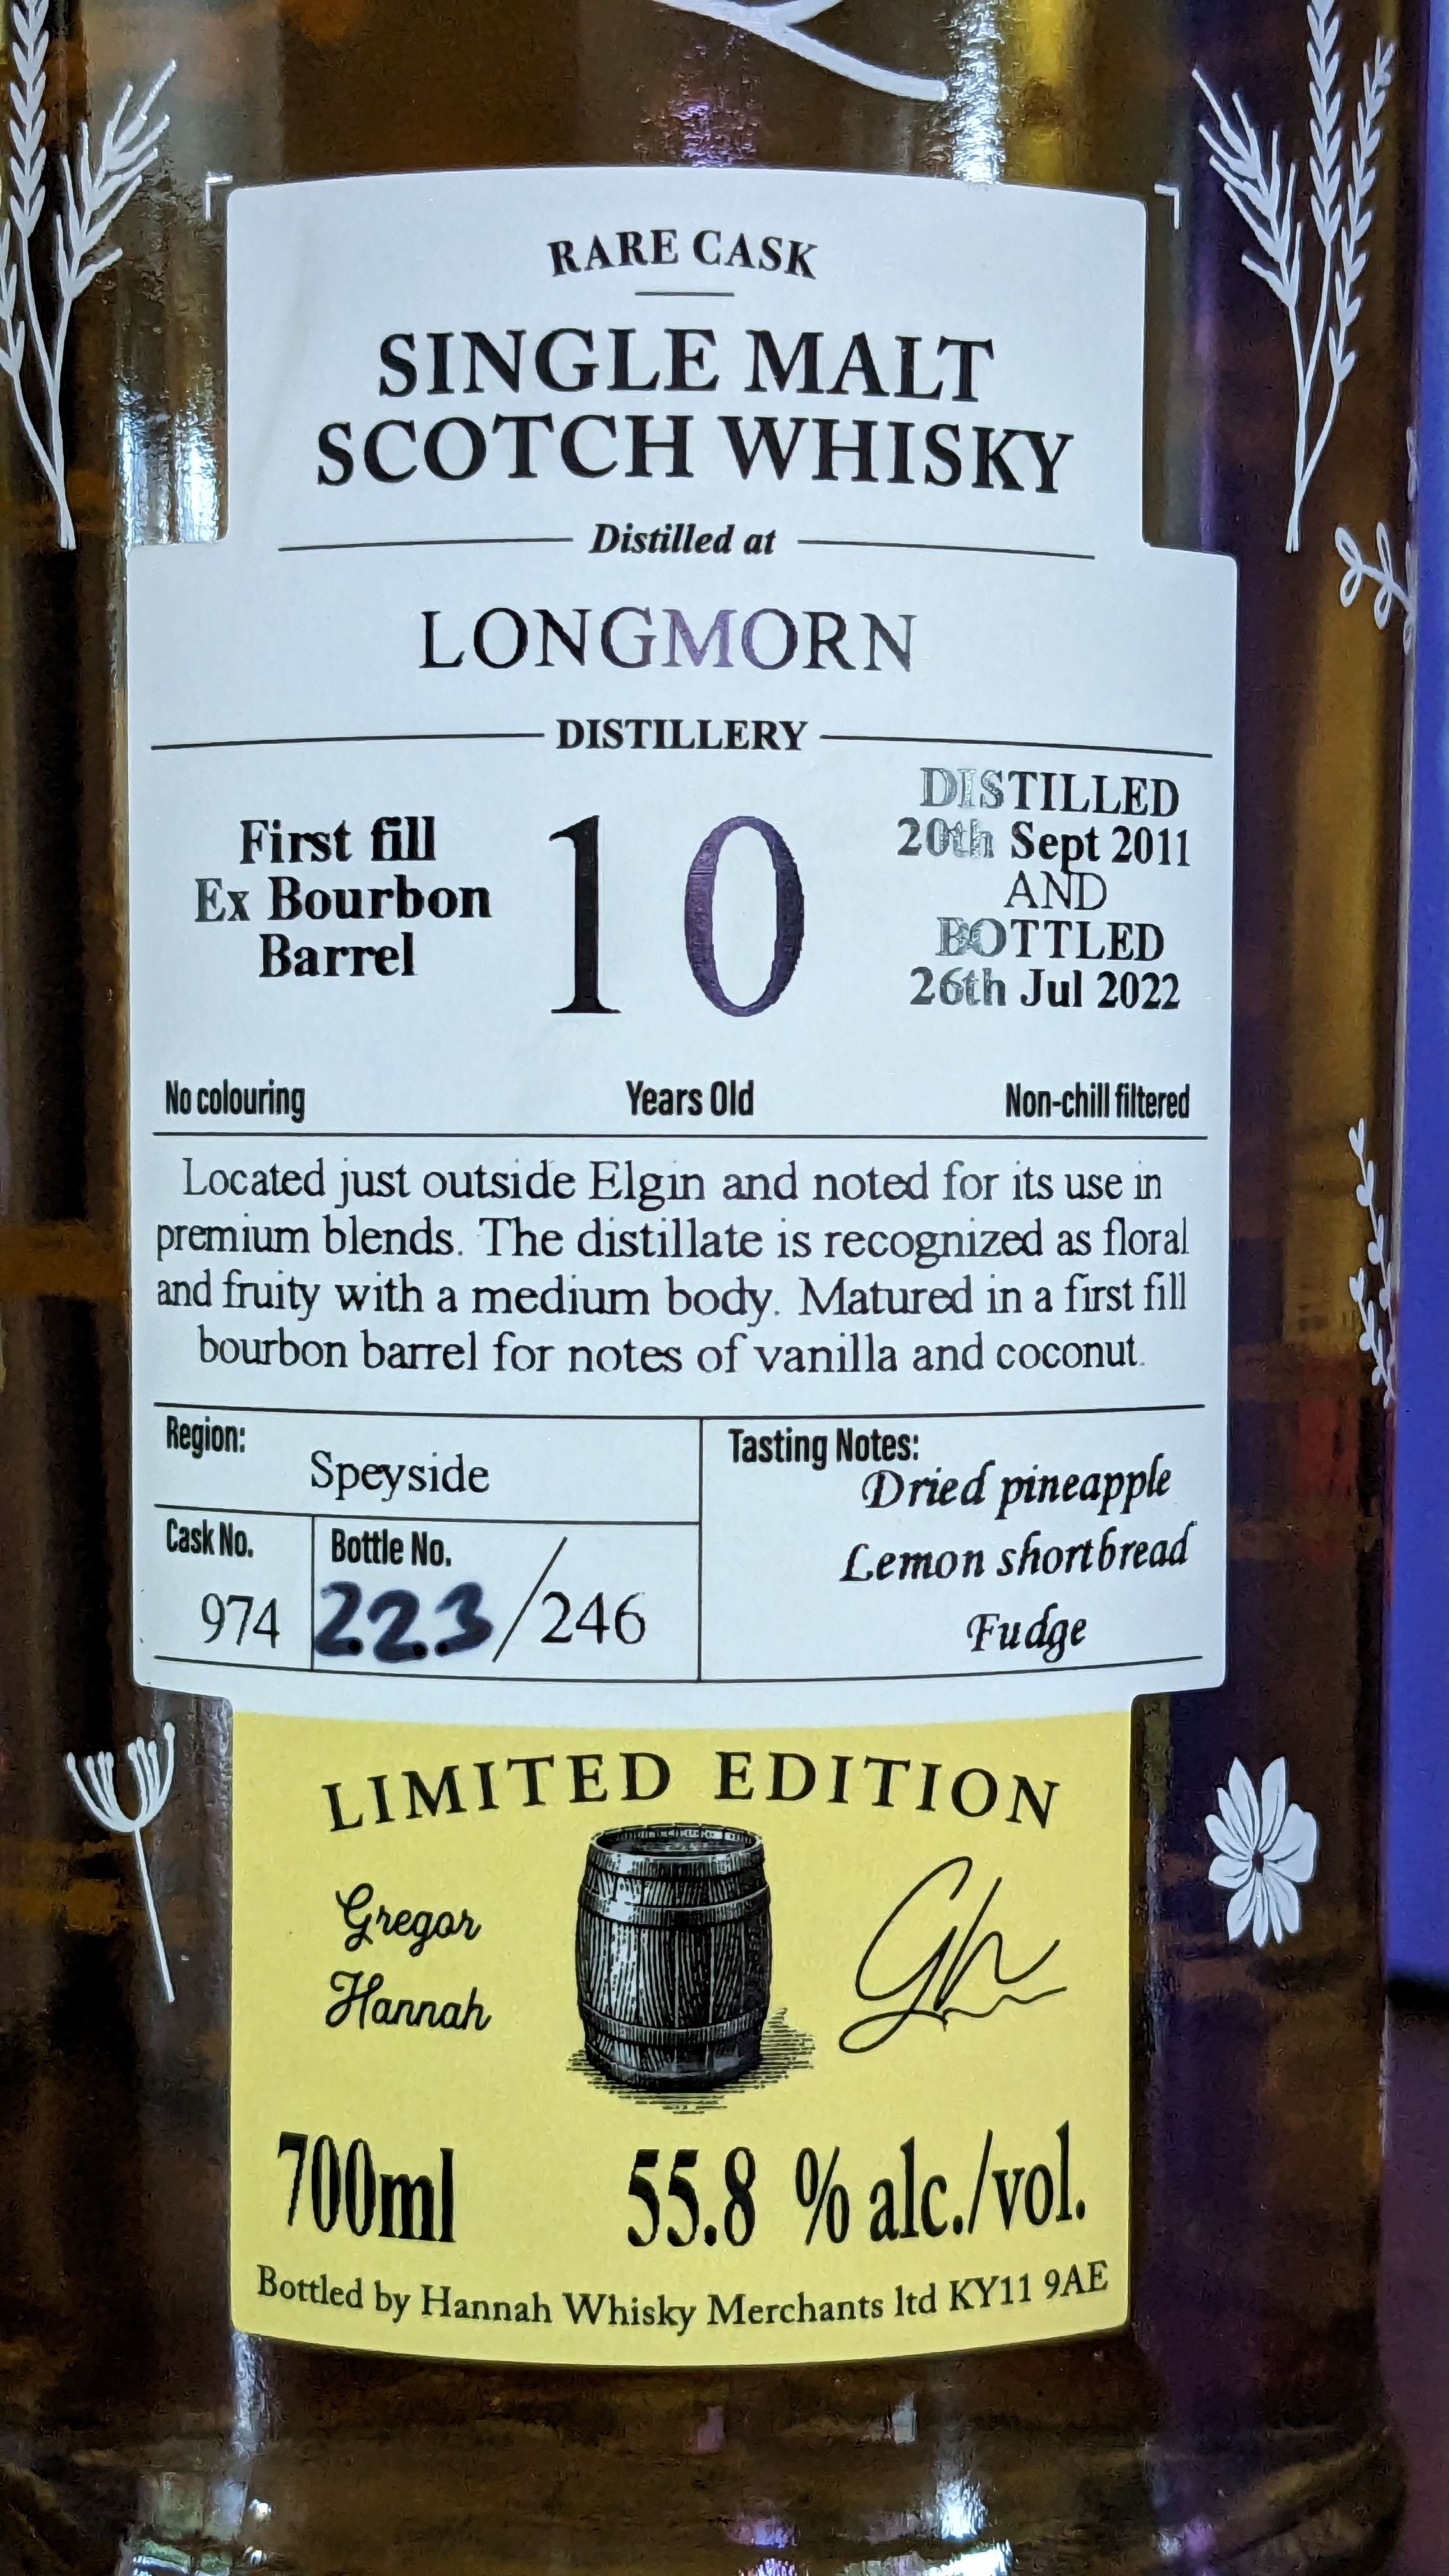 RARE CASK
SINGLE MALT
SCOTCH WHISKY
Distilled at
LONGMORN
DISTILLERY
First fill
Ex Bourbon
Barrel
10
DISTILLED
20th Sept 2011
AND
BOTTLED
26th Jul 2022
No colouring
Years Old
Non-chill filtered
Located just outside Elgin and noted for its use in
premium blends. The distillate is recognized as floral
and fruity with a medium body. Matured in a first fill
bourbon barrel for notes of vanilla and coconut.
Region:
Speyside
Cask No.
974
Bottle No.
223/246
Tasting Notes:
Dried pineapple
Lemon shortbread
Fudge
LIMITED EDITION
Gregor
Hannah
Gh
700ml 55.8 % alc./vol.
Bottled by Hannah Whisky Merchants ltd KY11 9AE